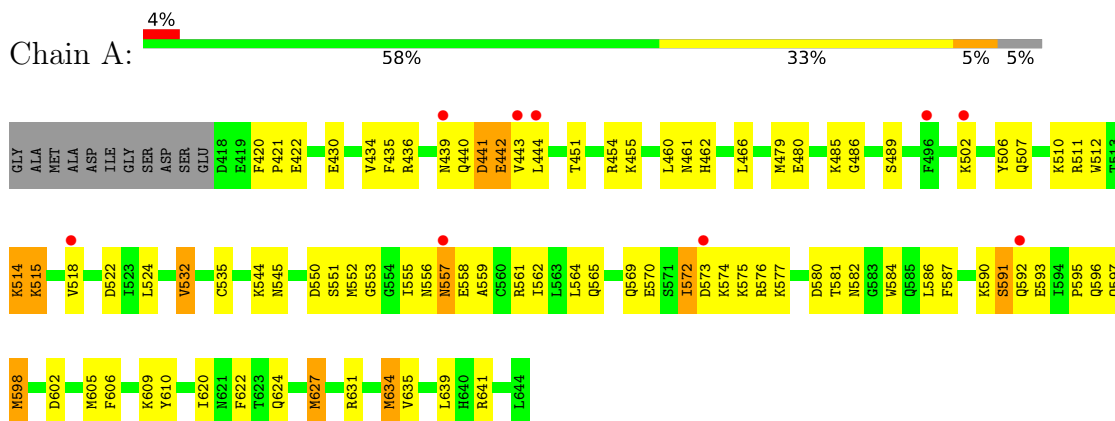 4%
Chain A:
58% 33% 5% 5%
GLY ALA MET ALA ASP ILE GLY SER ASP SER GLU D418 E419 F420 P421 E422 E430 V434 F435 R436 N439 Q440 D441 E442 V443 L444 T451 R454 K455 L460 N461 H462 L466 M479 E480 K485 G486 S489 F496 K502 Y506 Q507 K510 R511 W512 T513
K514 K515 V518 D522 I523 L524 V532 C535 K544 N545 D550 S551 M552 G553 G554 I555 N556 N557 E558 A559 C560 R561 I562 L563 L564 Q565 Q569 E570 S571 I572 D573 K574 K575 R576 K577 D580 T581 N582 G583 W584 Q585 L586 F587 K590 S591 Q592 E593 I594 P595 Q596 Q597
M598 D602 M605 F606 K609 Y610 I620 N621 F622 T623 Q624 M627 R631 M634 V635 L639 H640 R641 L644